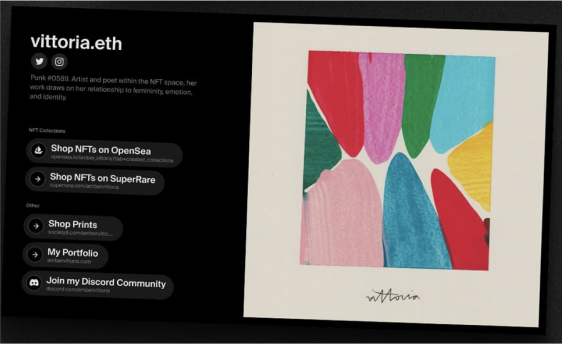 vittoria.eth
Punk #0589. Artist and poet within the NFT space; her
work draws on her relationship to femininity, emotion,
and identity.
NFT Collections
Shop NFTs on OpenSea
opensea.io/amber_vittoria?tab=created_collections
Shop NFTs on SuperRare
superrare.com/ambervittoria
Other
Shop Prints
society6.com/ambervitto...
My Portfolio
ambervittoria.com
Join my Discord Community
discord.com/ambervittoria
vittoria